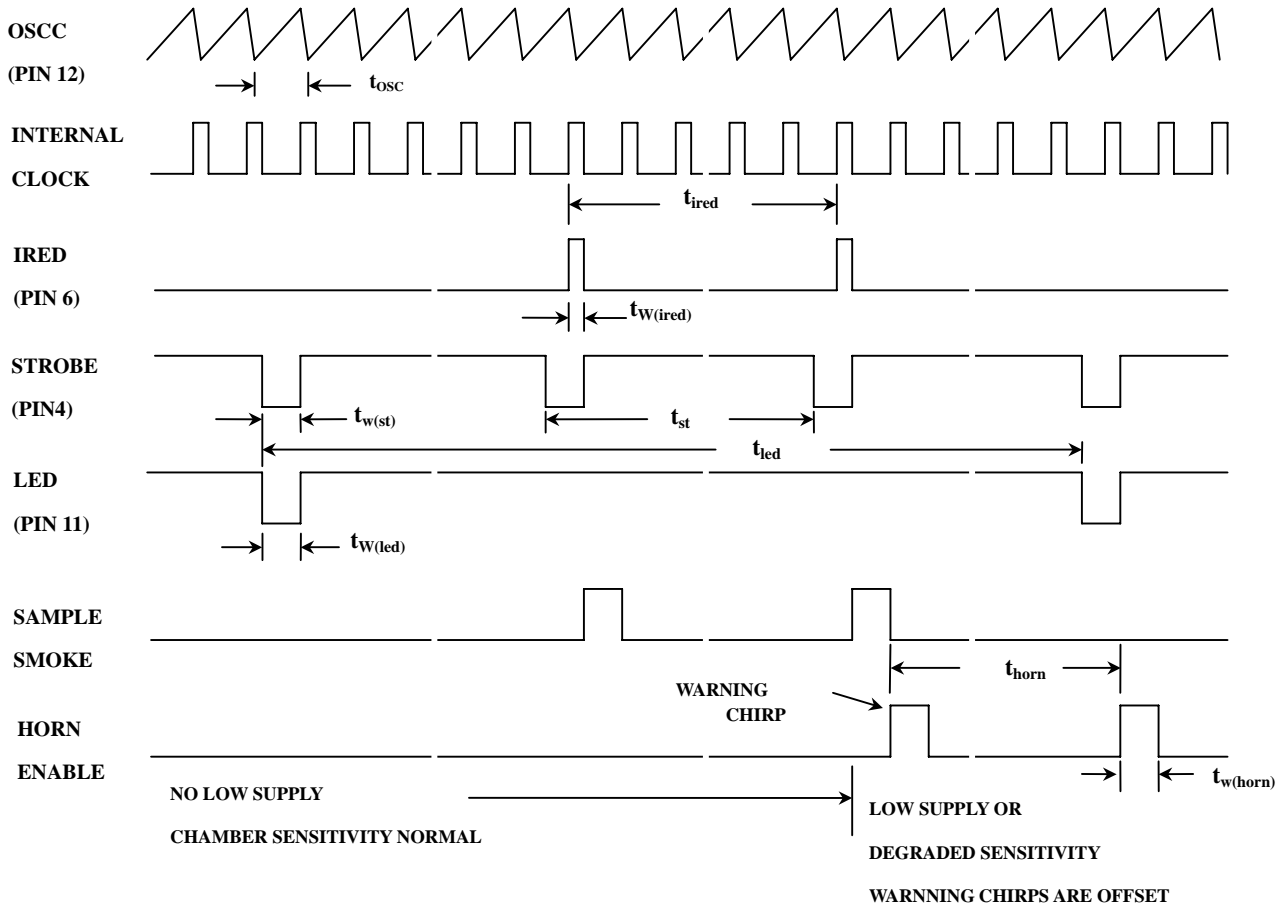 OSCC
(PIN 12)
tOSC
INTERNAL
CLOCK
tired
IRED
(PIN 6)
tW(ired)
STROBE
(PIN4)
tw(st)
tst
tled
LED
(PIN 11)
tW(led)
SAMPLE
SMOKE
thorn
WARNING
CHIRP
HORN
ENABLE
tw(horn)
NO LOW SUPPLY
CHAMBER SENSITIVITY NORMAL
LOW SUPPLY OR
DEGRADED SENSITIVITY
WARNNING CHIRPS ARE OFFSET